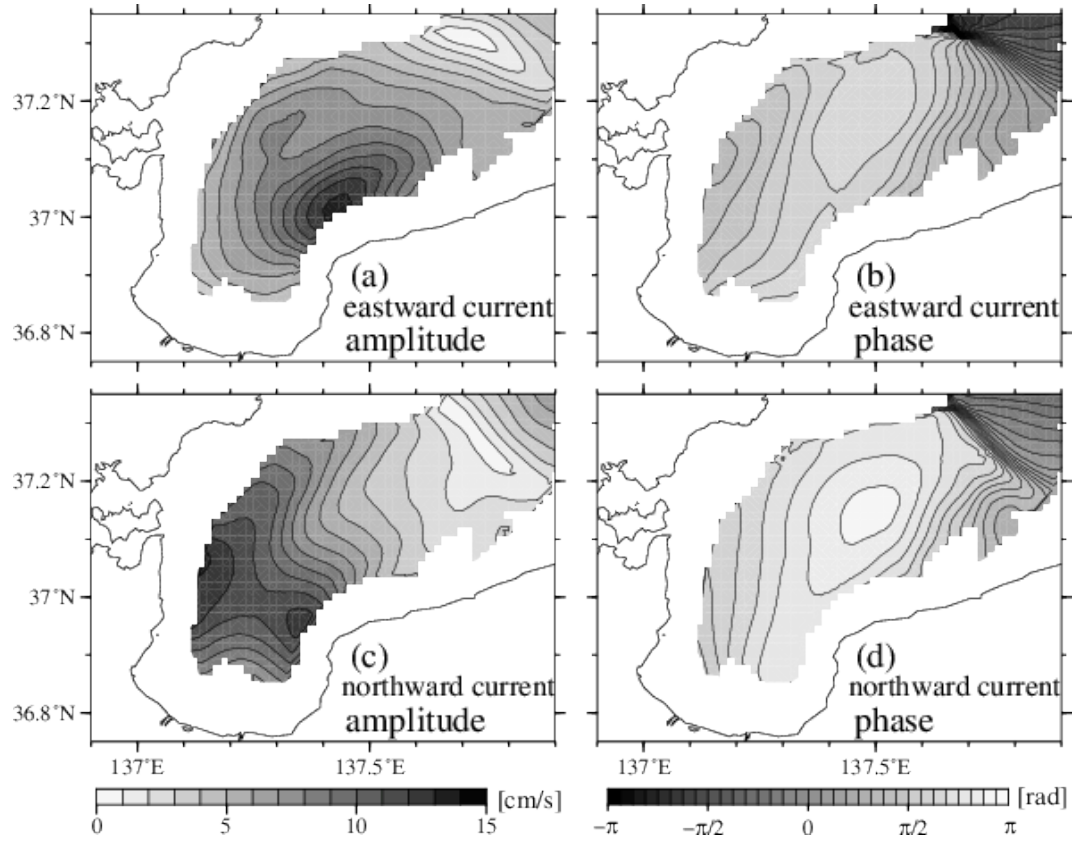 (a)
eastward current
amplitude
(b)
eastward current
phase
37.2°N
37°N
36.8°N
(c)
northward current
amplitude
(d)
northward current
phase
37.2°N
37°N
36.8°N
137°E 137.5°E 137°E 137.5°E
[cm/s] [rad]
0 5 10 15 −π −π/2 0 π/2 π